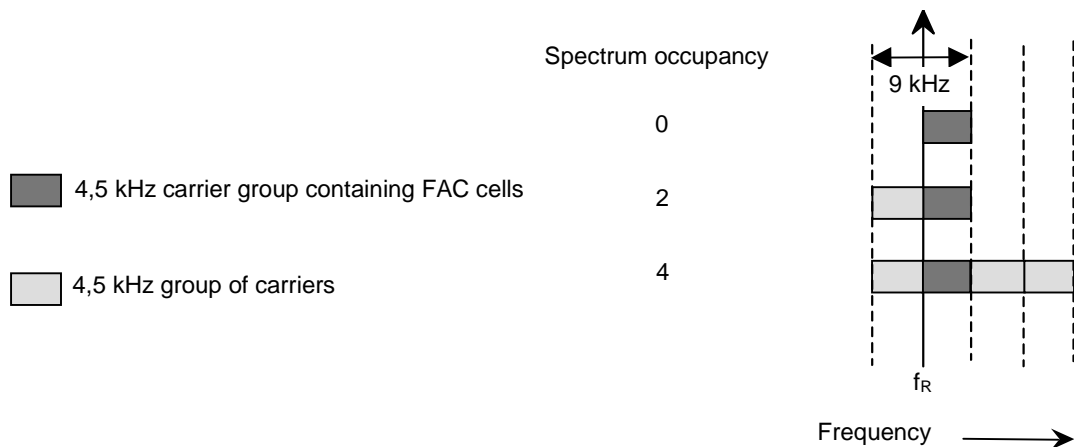 Spectrum occupancy
9 kHz
0
4,5 kHz carrier group containing FAC cells
2
4,5 kHz group of carriers
4
fR
Frequency